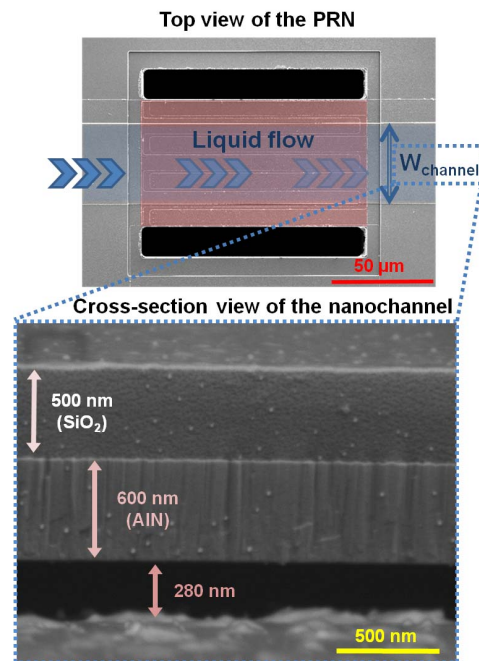 Top view of the PRN
Liquid flow
W_channel
50 μm
Cross-section view of the nanochannel
500 nm
(SiO₂)
600 nm
(AlN)
280 nm
500 nm